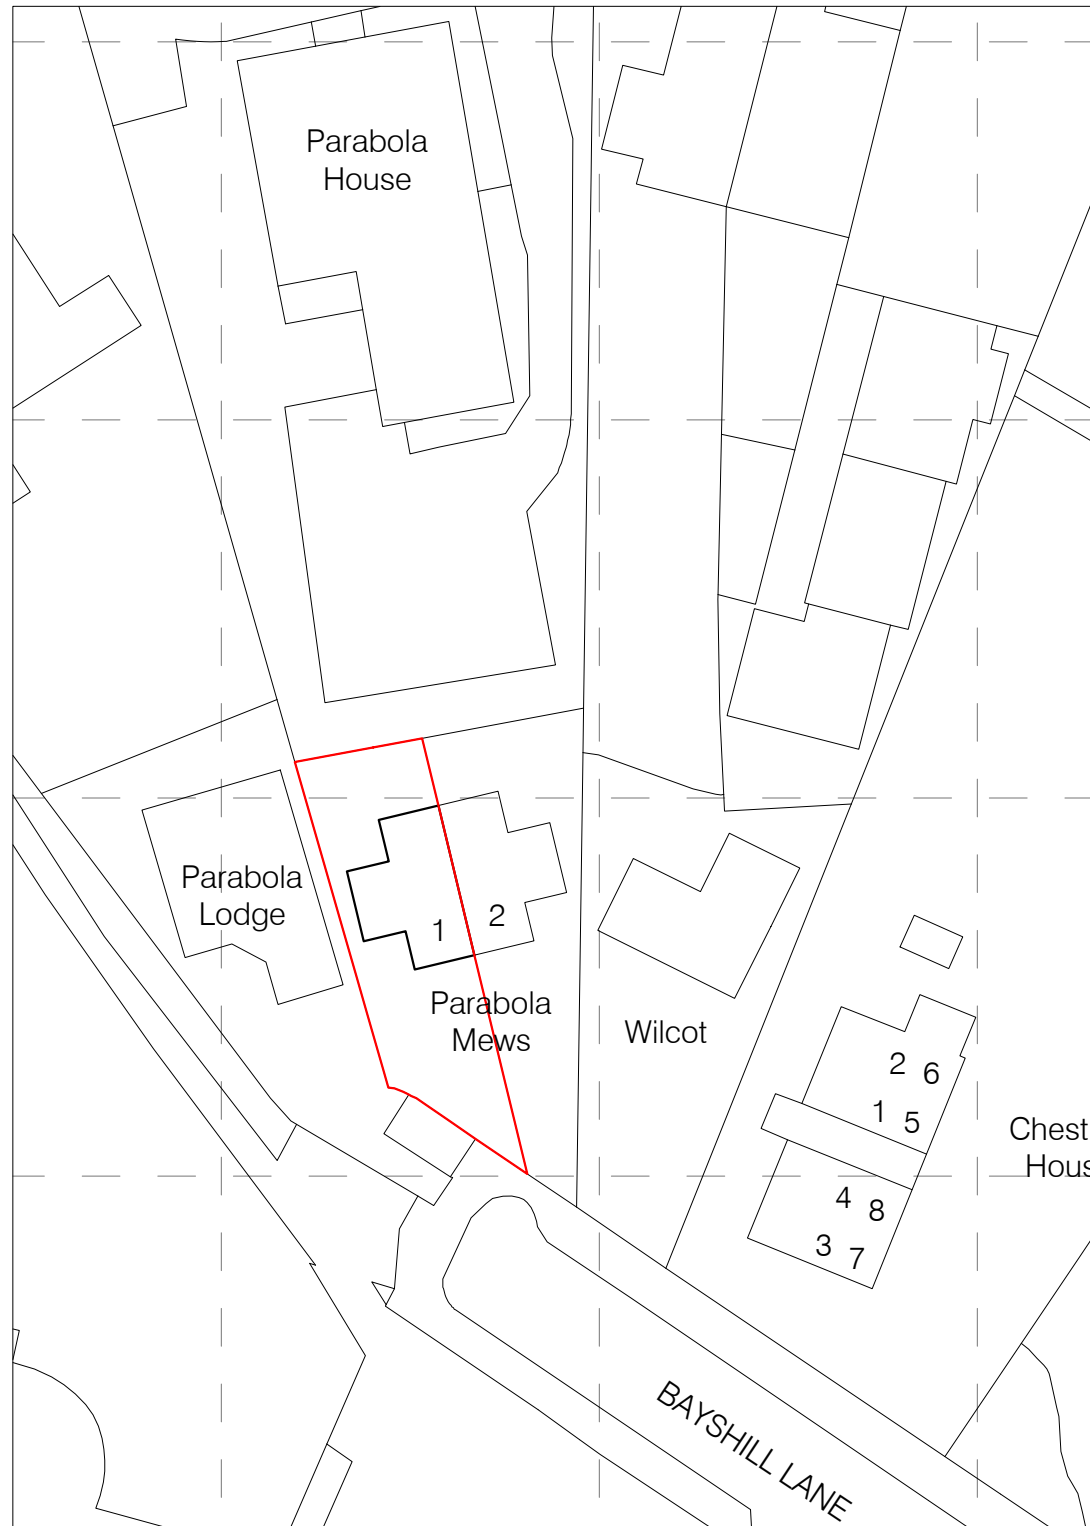 Parabola
House
Parabola
Lodge
1
2
Parabola
Mews
Wilcot
2
6
1
5
Chest
Hous
4
8
3
7
BAYSHILL LANE